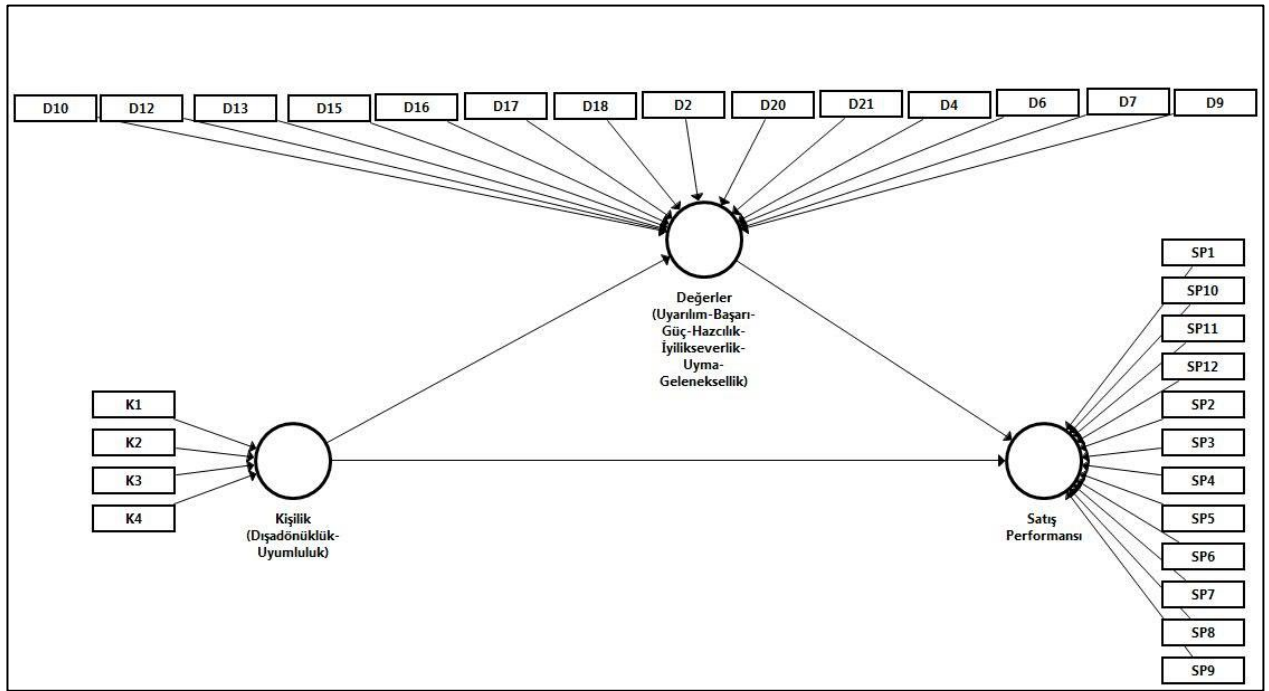 D10 D12 D13 D15 D16 D17 D18 D2 D20 D21 D4 D6 D7 D9
Değerler
(Uyarılım-Başarı-
Güç-Hazcılık-
İyilikseverlik-
Uyma-
Geleneksellik)
K1
K2
K3
K4
Kişilik
(Dışadönüklük-
Uyumluluk)
Satış
Performansı
SP1
SP10
SP11
SP12
SP2
SP3
SP4
SP5
SP6
SP7
SP8
SP9